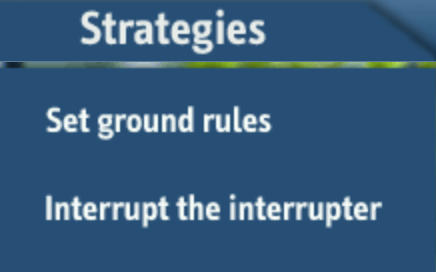 Strategies
Set ground rules
Interrupt the interrupter